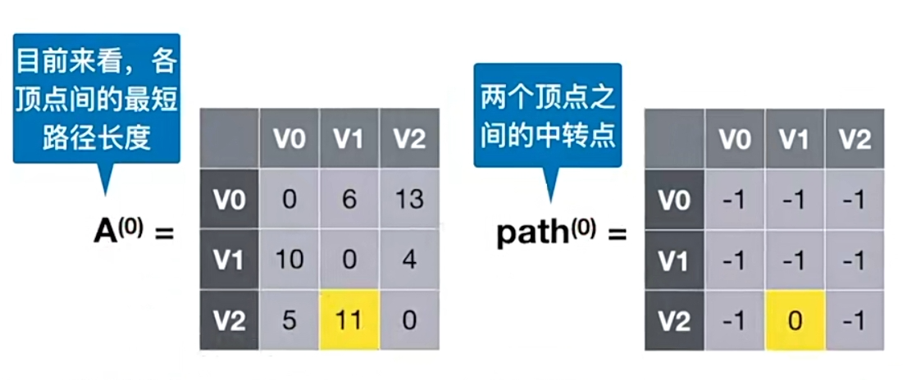 目前来看，各
顶点间的最短
路径长度
两个顶点之
间的中转点
A(0) =
V0 V1 V2
V0 0 6 13
V1 10 0 4
V2 5 11 0
path(0) =
V0 V1 V2
V0 -1 -1 -1
V1 -1 -1 -1
V2 -1 0 -1